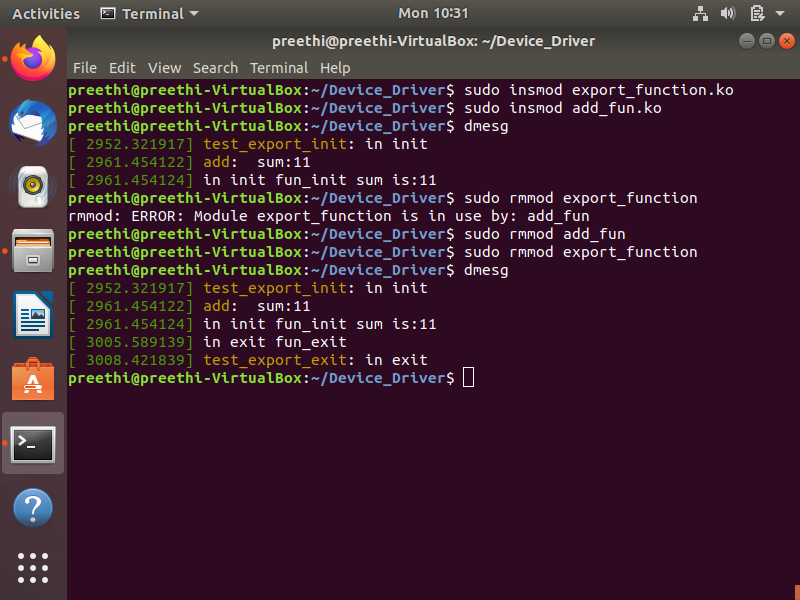 Activities Terminal Mon 10:31
preethi@preethi-VirtualBox: ~/Device_Driver
File Edit View Search Terminal Help
preethi@preethi-VirtualBox:~/Device_Driver$ sudo insmod export_function.ko
preethi@preethi-VirtualBox:~/Device_Driver$ sudo insmod add_fun.ko
preethi@preethi-VirtualBox:~/Device_Driver$ dmesg
[ 2952.321917] test_export_init: in init
[ 2961.454122] add:  sum:11
[ 2961.454124] in init fun_init sum is:11
preethi@preethi-VirtualBox:~/Device_Driver$ sudo rmmod export_function
rmmod: ERROR: Module export_function is in use by: add_fun
preethi@preethi-VirtualBox:~/Device_Driver$ sudo rmmod add_fun
preethi@preethi-VirtualBox:~/Device_Driver$ sudo rmmod export_function
preethi@preethi-VirtualBox:~/Device_Driver$ dmesg
[ 2952.321917] test_export_init: in init
[ 2961.454122] add:  sum:11
[ 2961.454124] in init fun_init sum is:11
[ 3005.589139] in exit fun_exit
[ 3008.421839] test_export_exit: in exit
preethi@preethi-VirtualBox:~/Device_Driver$